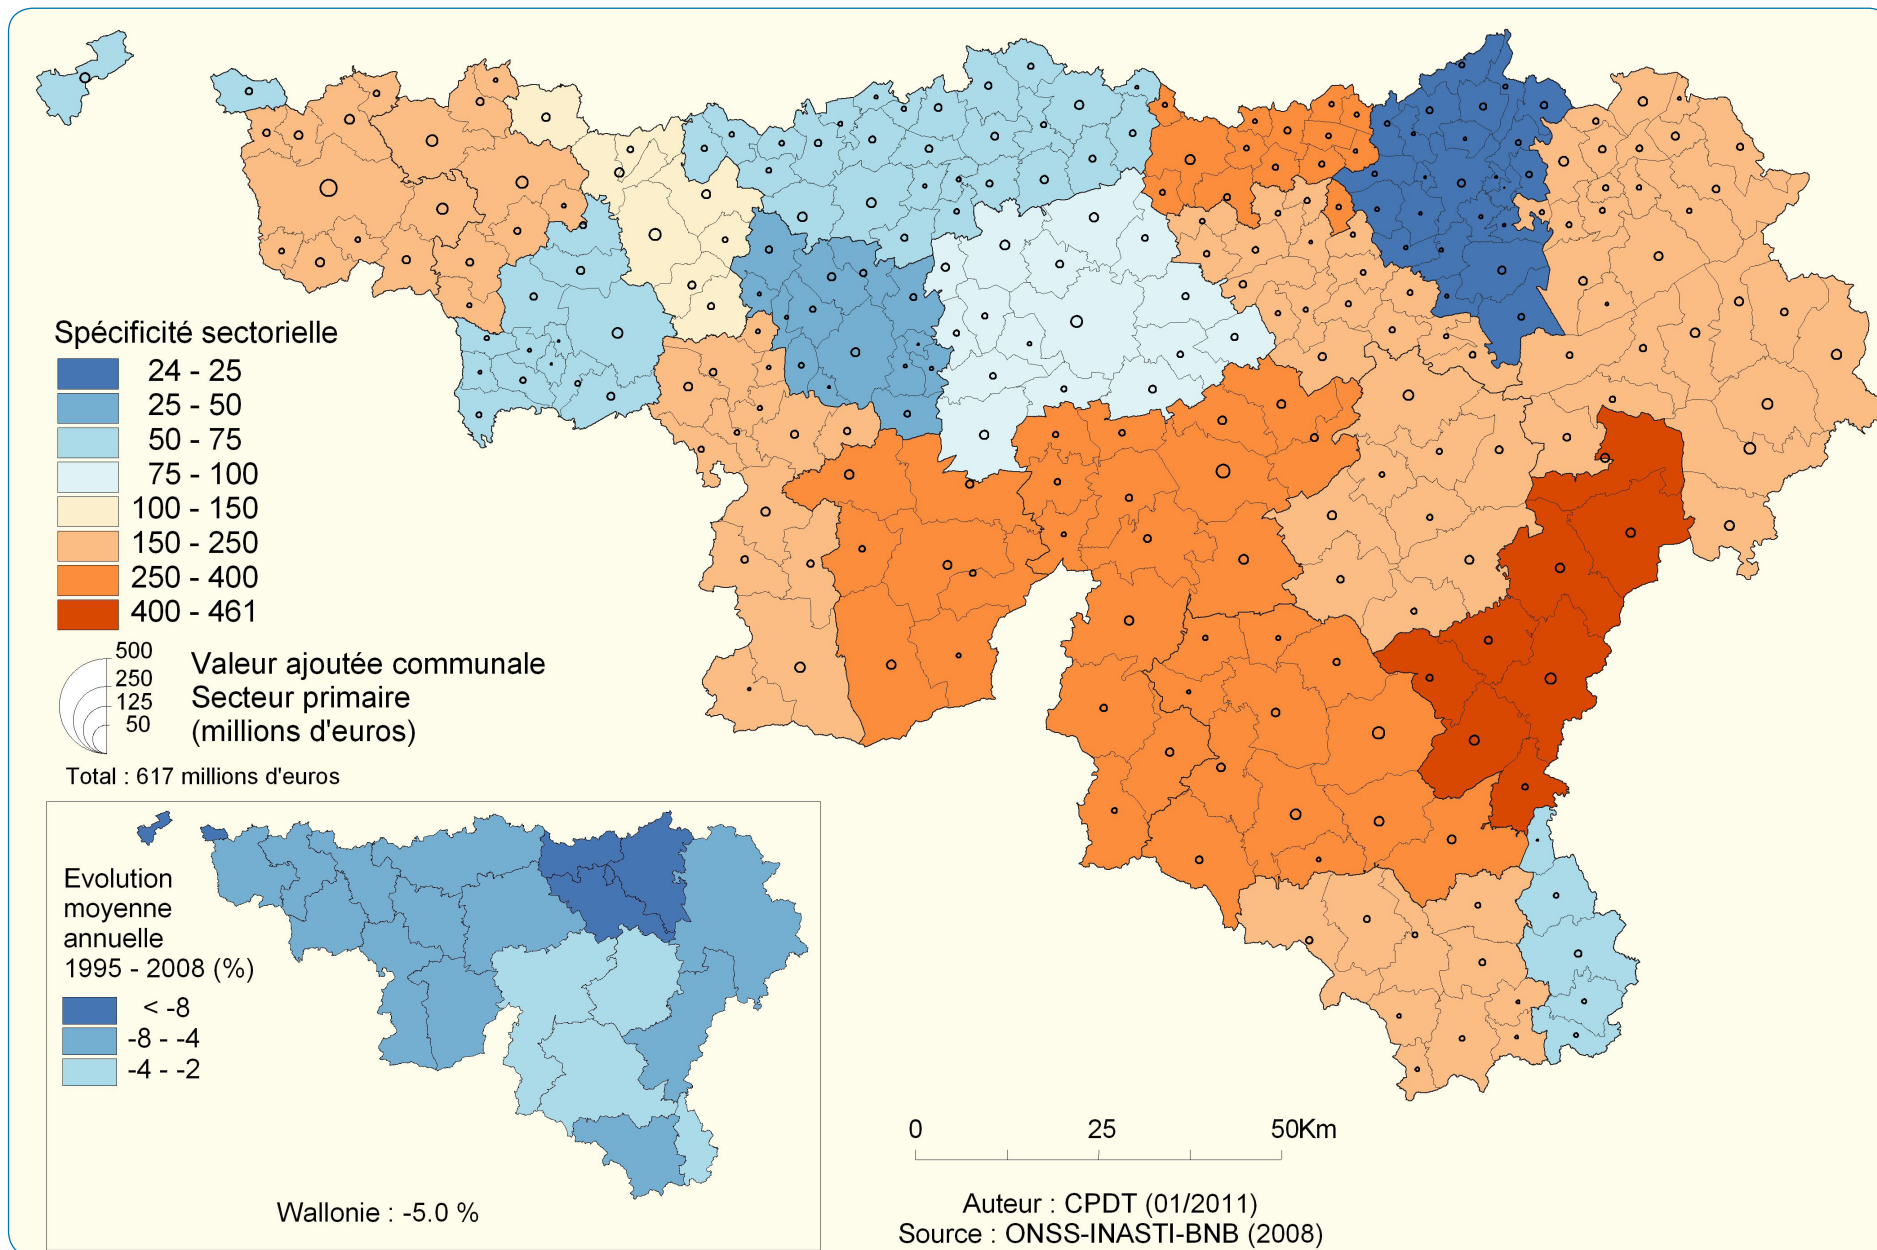 Spécificité sectorielle
24 - 25
25 - 50
50 - 75
75 - 100
100 - 150
150 - 250
250 - 400
400 - 461
500
250
125
50
Valeur ajoutée communale
Secteur primaire
(millions d'euros)
Total : 617 millions d'euros
Evolution
moyenne
annuelle
1995 - 2008 (%)
< -8
-8 - -4
-4 - -2
Wallonie : -5.0 %
0 25 50Km
Auteur : CPDT (01/2011)
Source : ONSS-INASTI-BNB (2008)